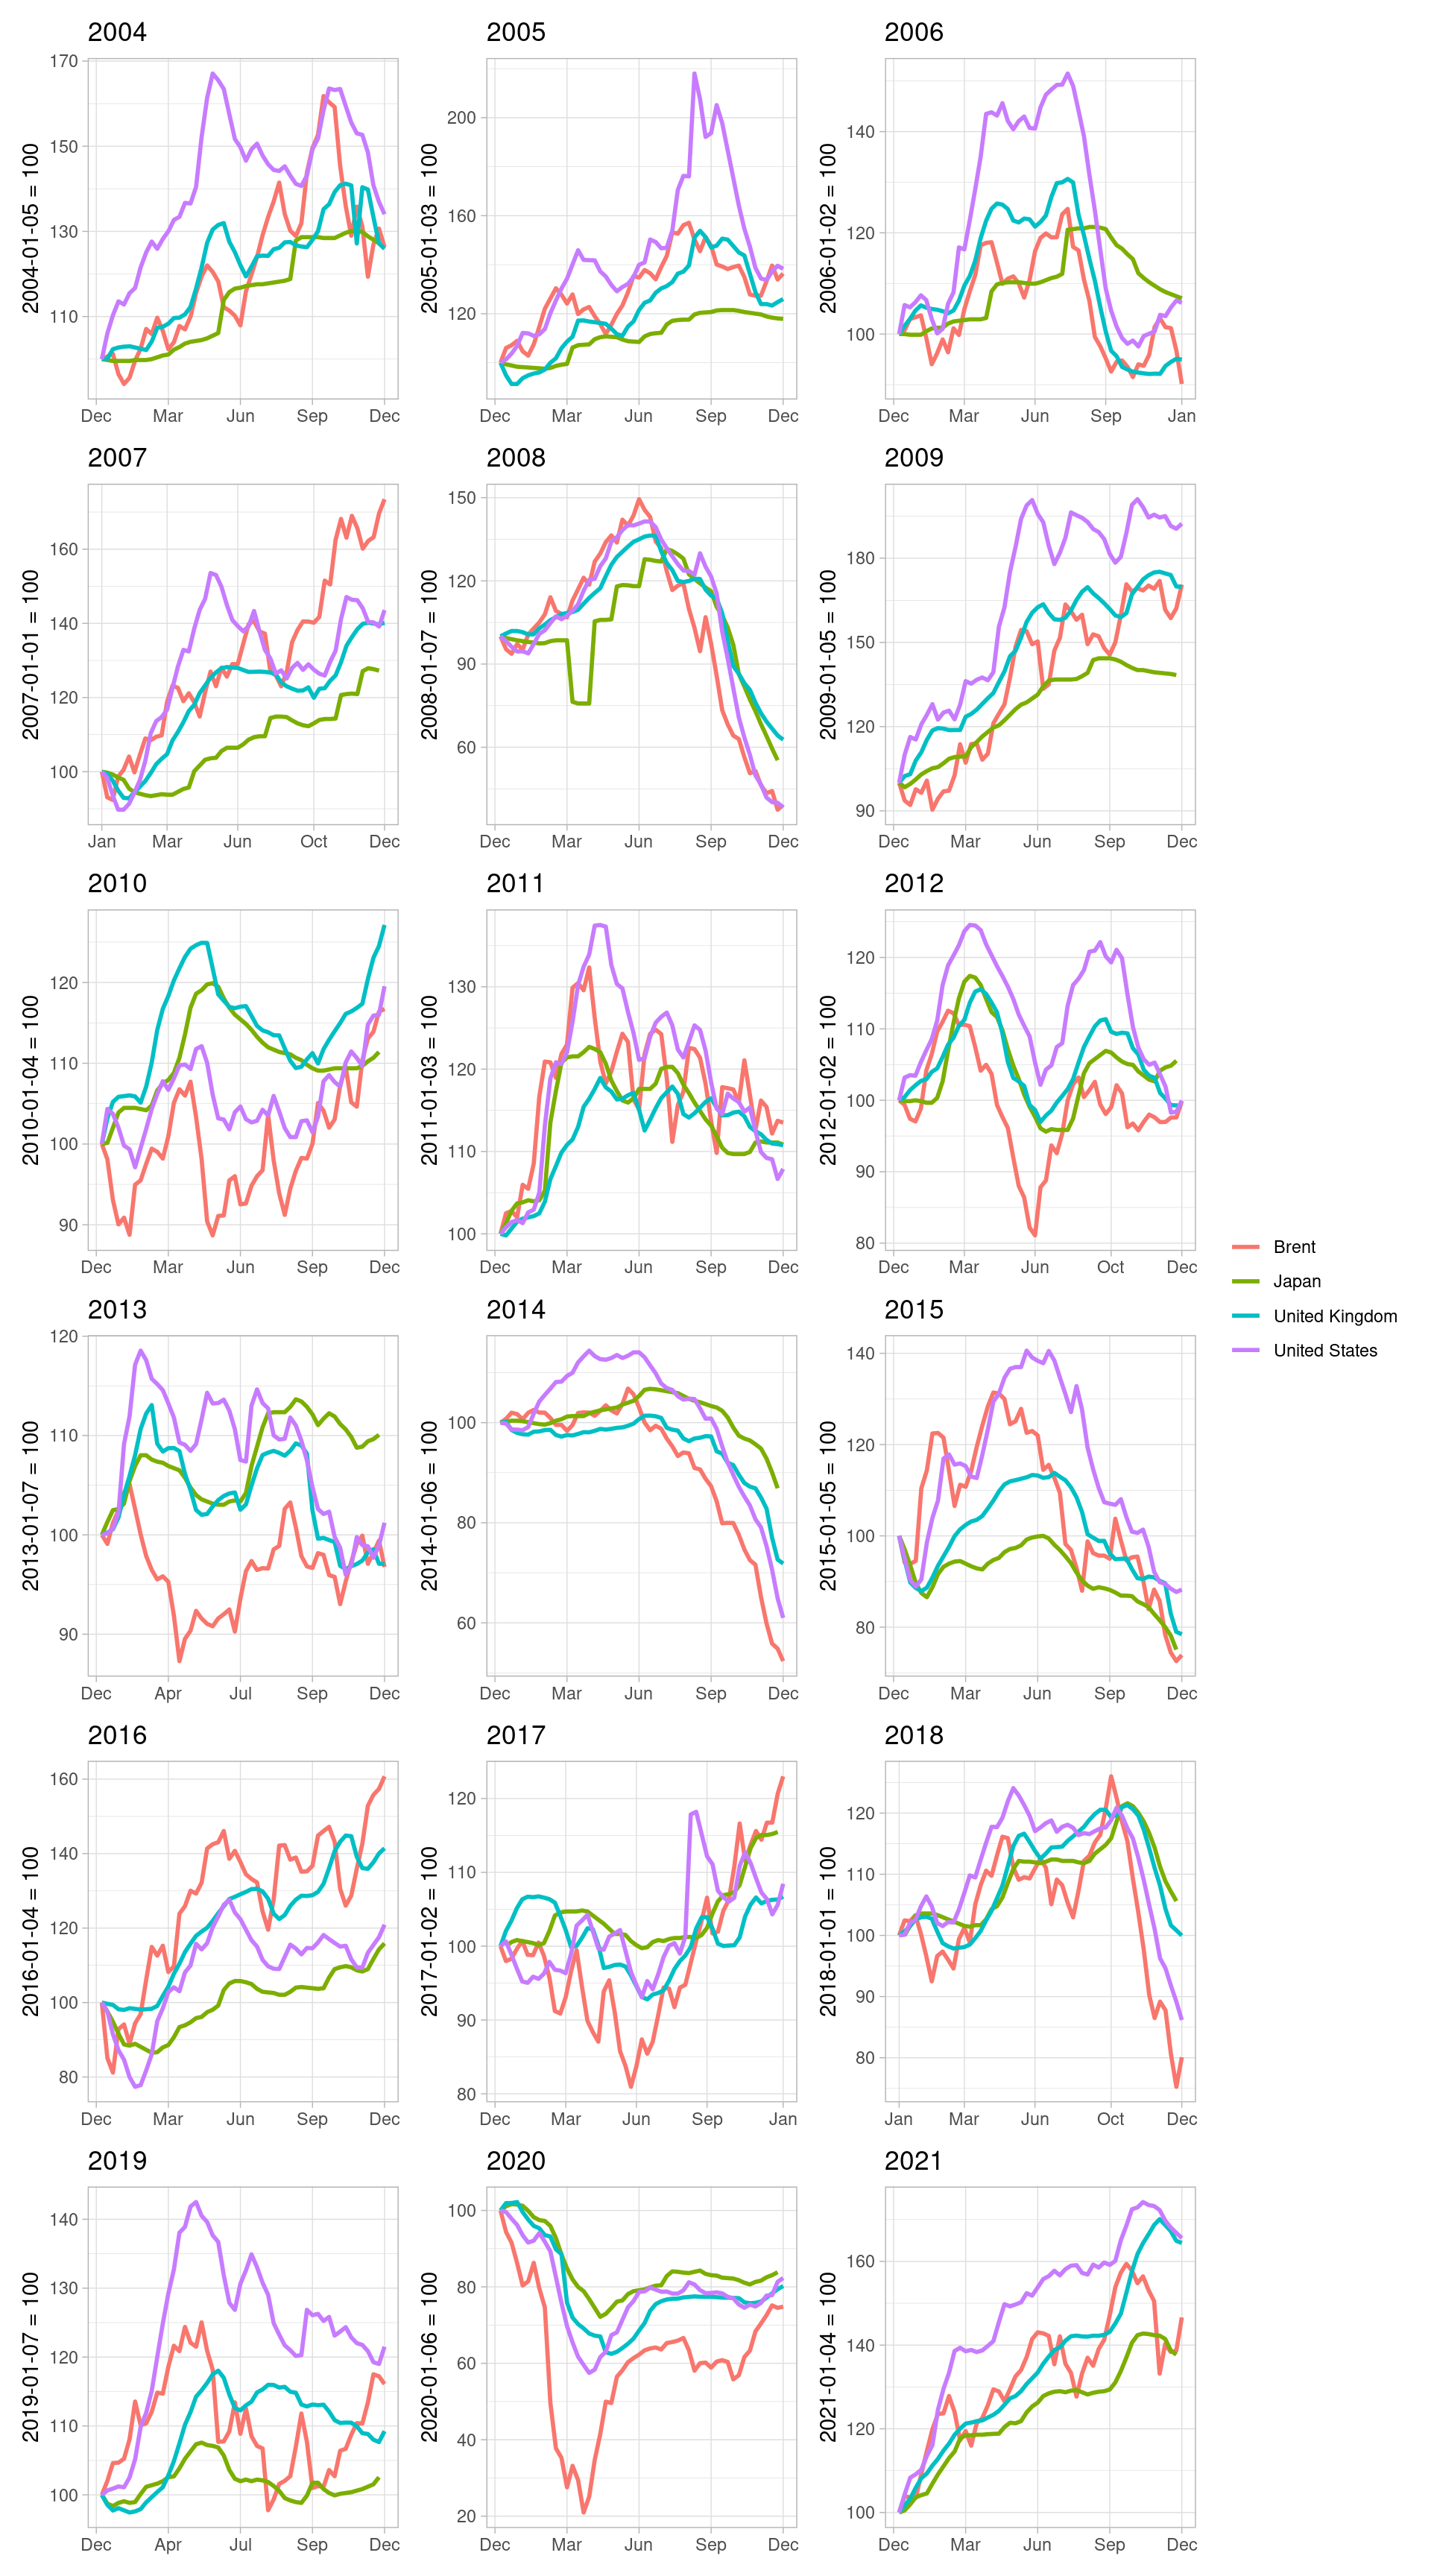 2004
2005
2006
2004-01-05 = 100
170
150
130
110
Dec Mar Jun Sep Dec
2005-01-03 = 100
200
160
120
Dec Mar Jun Sep Dec
2006-01-02 = 100
140
120
100
Dec Mar Jun Sep Jan
2007
2008
2009
2007-01-01 = 100
160
140
120
100
Jan Mar Jun Oct Dec
2008-01-07 = 100
150
120
90
60
Dec Mar Jun Sep Dec
2009-01-05 = 100
180
150
120
90
Dec Mar Jun Sep Dec
2010
2011
2012
2010-01-04 = 100
120
110
100
90
Dec Mar Jun Sep Dec
2011-01-03 = 100
130
120
110
100
Dec Mar Jun Sep Dec
2012-01-02 = 100
120
110
100
90
80
Dec Mar Jun Oct Dec
Brent
Japan
United Kingdom
United States
2013
2014
2015
2013-01-07 = 100
120
110
100
90
Dec Apr Jul Sep Dec
2014-01-06 = 100
100
80
60
Dec Mar Jun Sep Dec
2015-01-05 = 100
140
120
100
80
Dec Mar Jun Sep Dec
2016
2017
2018
2016-01-04 = 100
160
140
120
100
80
Dec Mar Jun Sep Dec
2017-01-02 = 100
120
110
100
90
80
Dec Mar Jun Sep Jan
2018-01-01 = 100
120
110
100
90
80
Jan Mar Jun Oct Dec
2019
2020
2021
2019-01-07 = 100
140
130
120
110
100
Dec Apr Jul Sep Dec
2020-01-06 = 100
100
80
60
40
20
Dec Mar Jun Sep Dec
2021-01-04 = 100
160
140
120
100
Dec Mar Jun Sep Dec